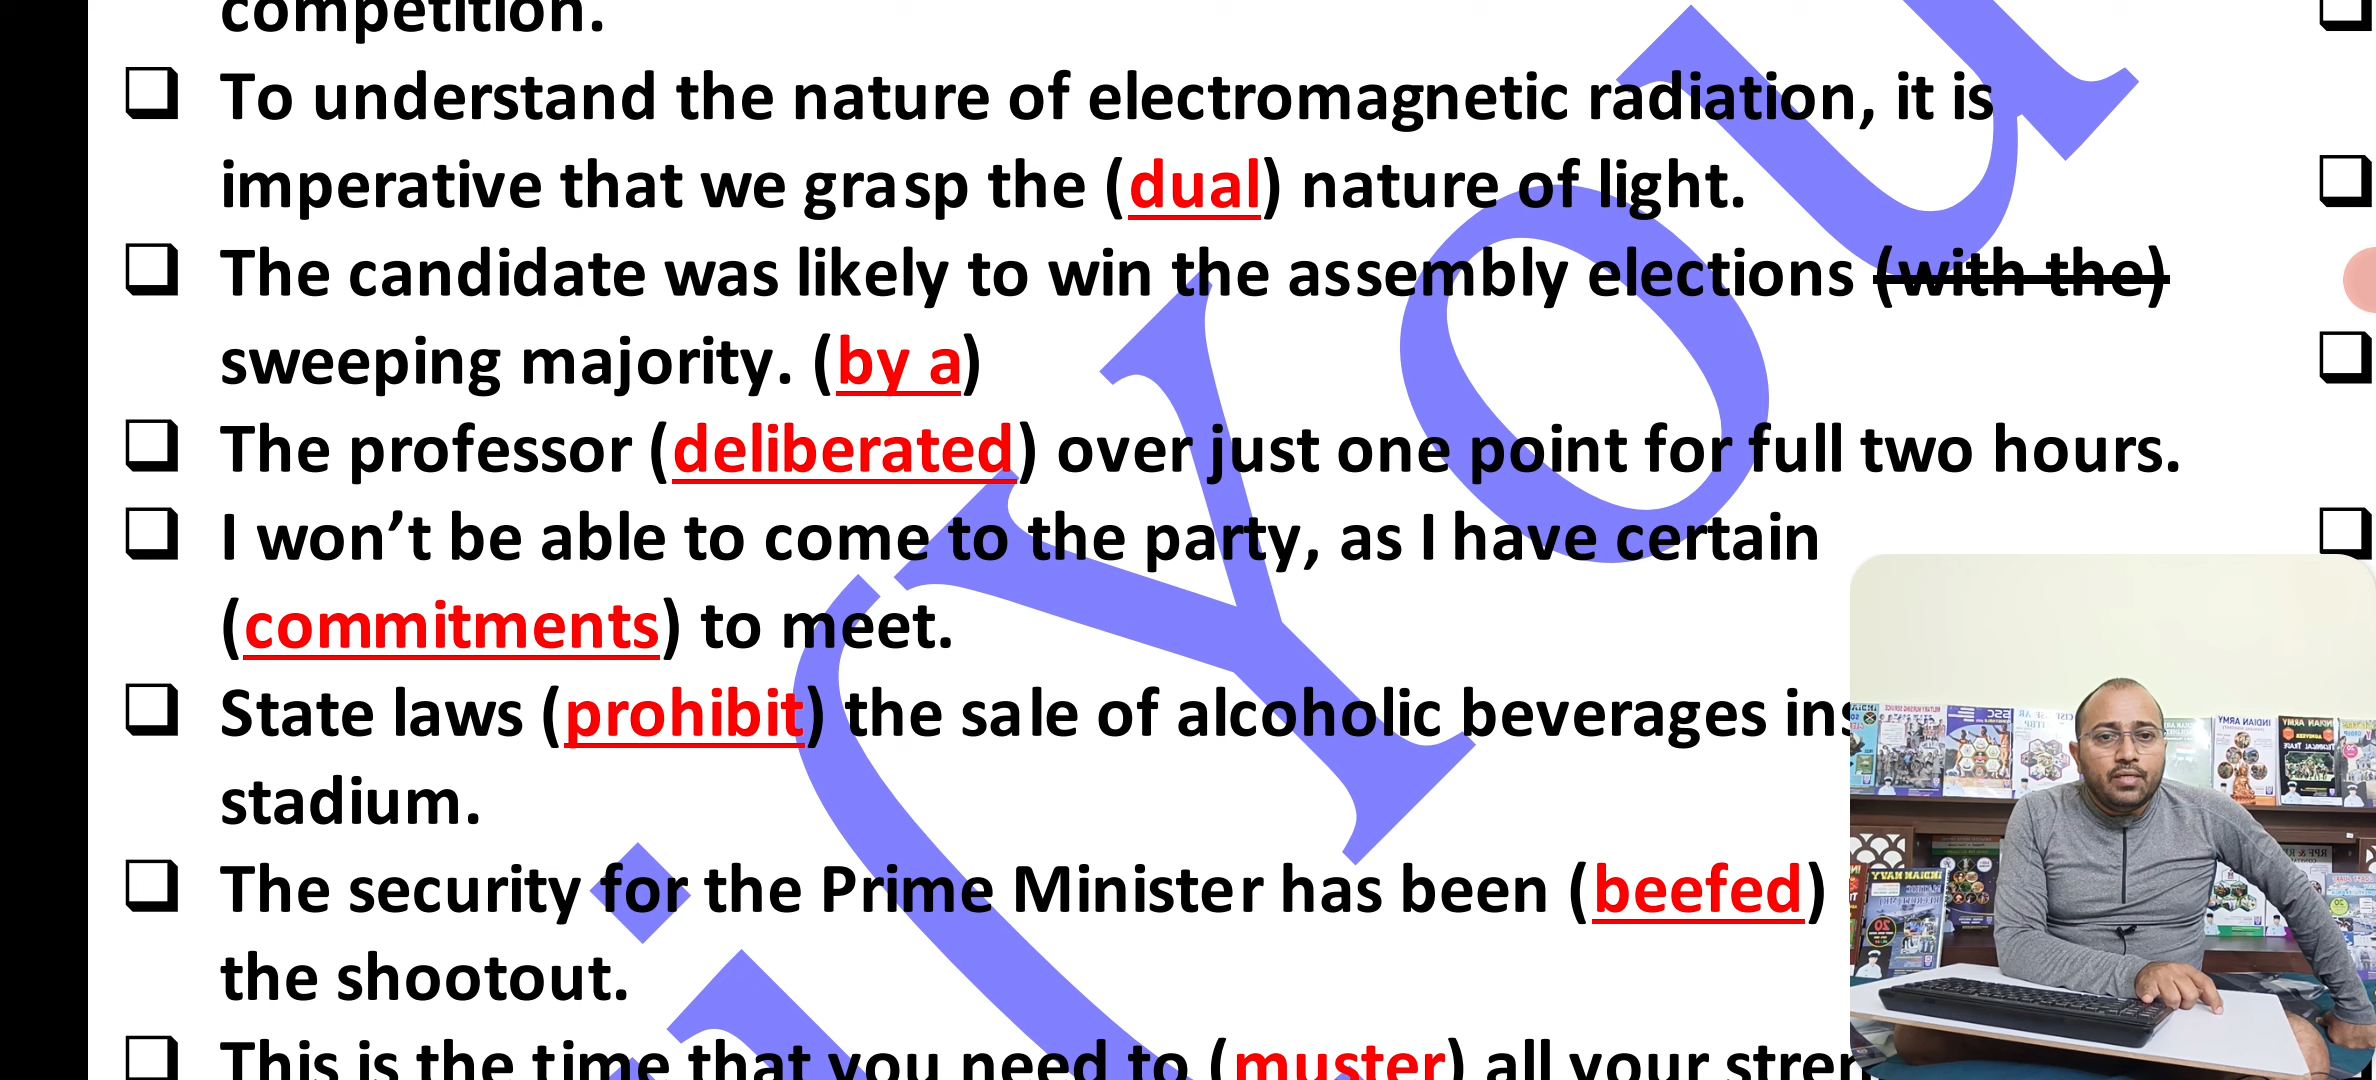 competition.
To understand the nature of electromagnetic radiation, it is
imperative that we grasp the (dual) nature of light.
The candidate was likely to win the assembly elections (with the)
sweeping majority. (by a)
The professor (deliberated) over just one point for full two hours.
I won't be able to come to the party, as I have certain
(commitments) to meet.
State laws (prohibit) the sale of alcoholic beverages
stadium.
The security for the Prime Minister has been (beefed)
the shootout.
This is the time that you need to (muster) all your
You